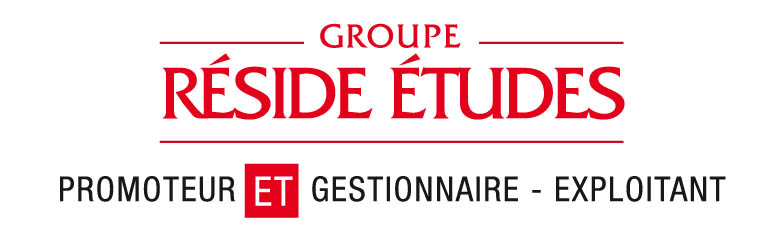 GROUPE
RÉSIDE ÉTUDES
PROMOTEUR ET GESTIONNAIRE - EXPLOITANT